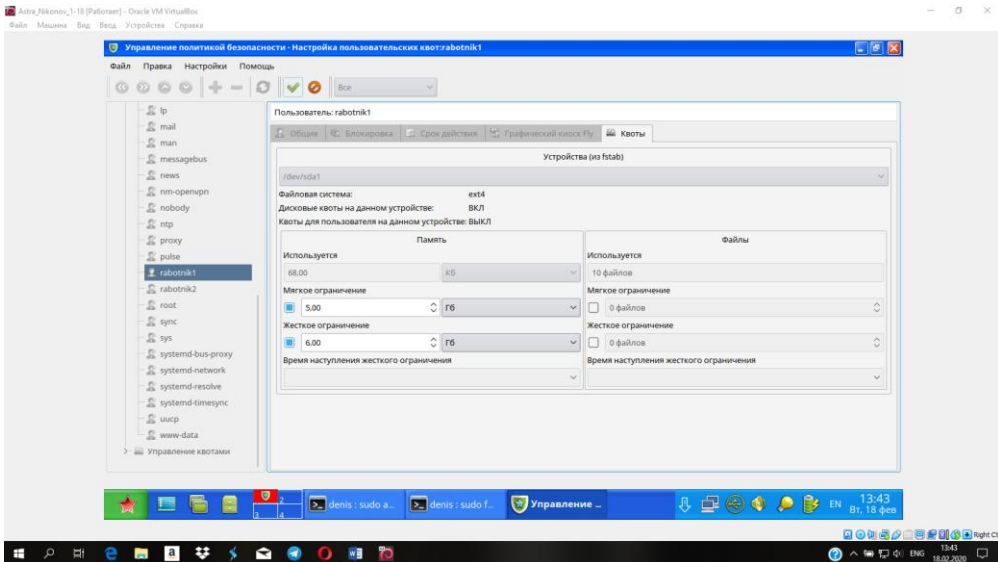 Astra_Nikonov_1-18 [Работает] - Oracle VM VirtualBox
Файл Машина Вид Ввод Устройства Справка
Управление политикой безопасности - Настройка пользовательских квот:rabotnik1
Файл Правка Настройки Помощь
Все
lp
mail
man
messagebus
news
nm-openvpn
nobody
ntp
proxy
pulse
rabotnik1
rabotnik2
root
sync
sys
systemd-bus-proxy
systemd-network
systemd-resolve
systemd-timesync
uucp
www-data
Управление квотами
Пользователь: rabotnik1
Общие Блокировка Срок действия Графический киоск Fly Квоты
Устройства (из fstab)
/dev/sda1
Файловая система: ext4
Дисковые квоты на данном устройстве: ВКЛ
Квоты для пользователя на данном устройстве: ВЫКЛ
Память
Используется
68,00 Кб
Мягкое ограничение
5,00 Гб
Жесткое ограничение
6,00 Гб
Время наступления жесткого ограничения
Файлы
Используется
10 файлов
Мягкое ограничение
0 файлов
Жесткое ограничение
0 файлов
Время наступления жесткого ограничения
2
3 4
denis : sudo a...
denis : sudo f...
Управление ...
EN
13:43
Вт, 18 фев
Right Ct
ENG
13:43
18.02.2020